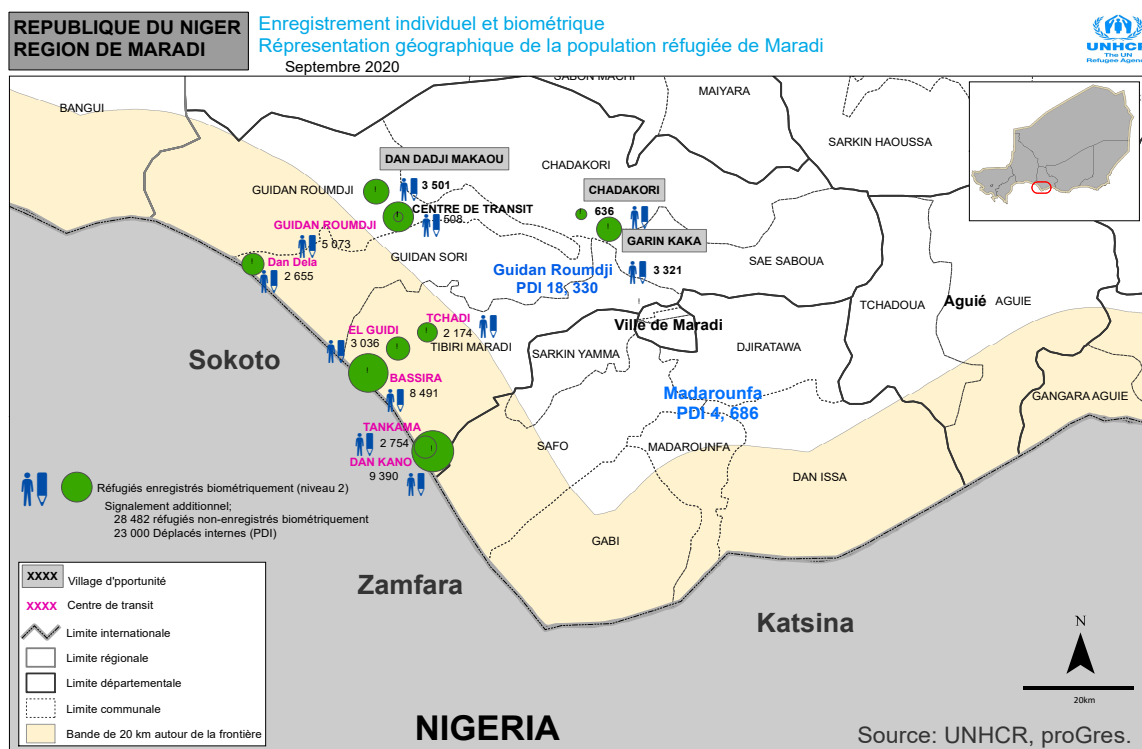 REPUBLIQUE DU NIGER
REGION DE MARADI
Enregistrement individuel et biométrique
Répresentation géographique de la population réfugiée de Maradi
Septembre 2020
UNHCR
The UN
Refugee Agency
BANGUI
SABON MACHI
MAIYARA
SARKIN HAOUSSA
DAN DADJI MAKAOU
CHADAKORI
GUIDAN ROUMDJI
3 501
CHADAKORI
CENTRE DE TRANSIT
508
636
GUIDAN ROUMDJI
5 073
GARIN KAKA
GUIDAN SORI
Dan Dela
2 655
Guidan Roumdji
PDI 18, 330
3 321
SAE SABOUA
TCHADOUA
Aguié
AGUIE
TCHADI
2 174
EL GUIDI
3 036
TIBIRI MARADI
Ville de Maradi
SARKIN YAMMA
DJIRATAWA
Sokoto
BASSIRA
8 491
Madarounfa
PDI 4, 686
GANGARA AGUIE
TANKAMA
2 754
DAN KANO
9 390
SAFO
MADAROUNFA
DAN ISSA
Réfugiés enregistrés biométriquement (niveau 2)
Signalement additionel;
28 482 réfugiés non-enregistrés biométriquement
23 000 Déplacés internes (PDI)
GABI
Zamfara
Katsina
XXXX Village d'pportunité
XXXX Centre de transit
Limite internationale
Limite régionale
Limite départementale
Limite communale
Bande de 20 km autour de la frontière
N
20km
NIGERIA
Source: UNHCR, proGres.